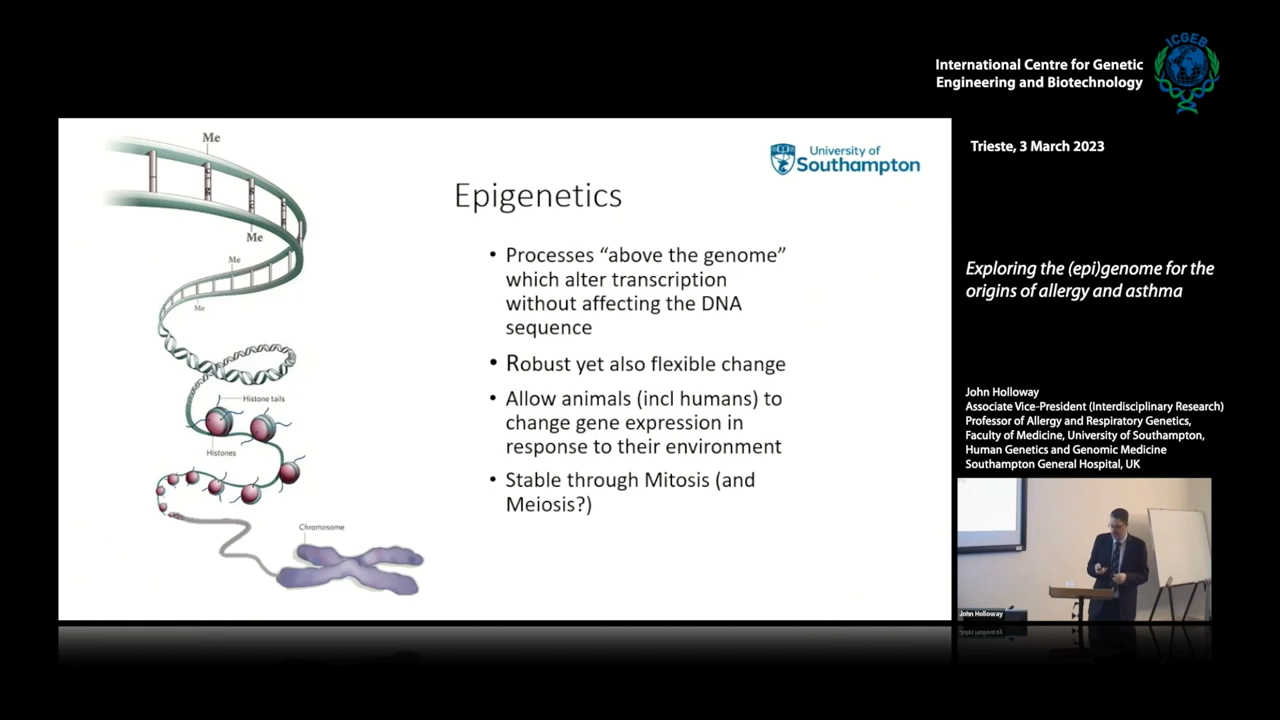 International Centre for Genetic
Engineering and Biotechnology
ICGEB
Trieste, 3 March 2023
Exploring the (epi)genome for the
origins of allergy and asthma
John Holloway
Associate Vice-President (Interdisciplinary Research)
Professor of Allergy and Respiratory Genetics,
Faculty of Medicine, University of Southampton,
Human Genetics and Genomic Medicine
Southampton General Hospital, UK
John Holloway
University of
Southampton
Epigenetics
• Processes “above the genome”
which alter transcription
without affecting the DNA
sequence
• Robust yet also flexible change
• Allow animals (incl humans) to
change gene expression in
response to their environment
• Stable through Mitosis (and
Meiosis?)
Me
Me
Me
Me
Histone tails
Histones
Chromosome